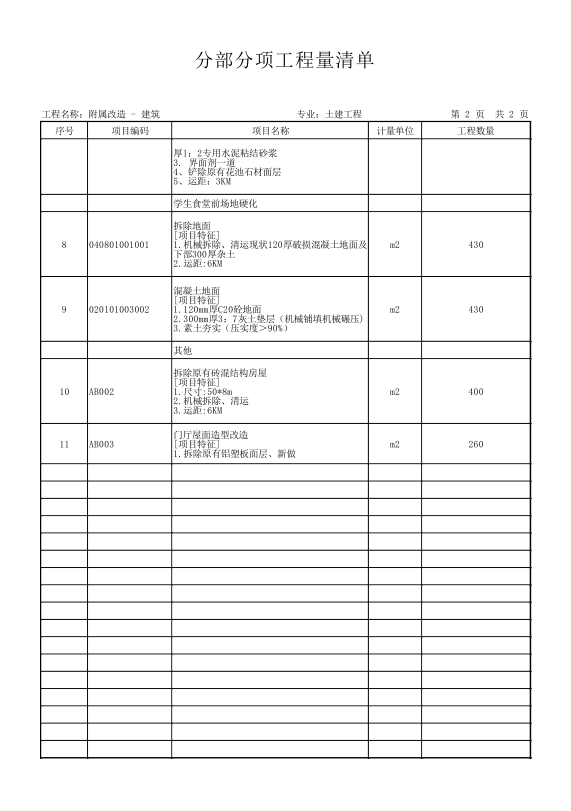 分部分项工程量清单
工程名称：附属改造 - 建筑 专业：土建工程 第 2 页 共 2 页
序号 项目编码 项目名称 计量单位 工程数量
厚1：2专用水泥粘结砂浆
3. 界面剂一道
4、铲除原有花池石材面层
5、运距：3KM
学生食堂前场地硬化
8 040801001001 拆除地面 m2 430
[项目特征]
1.机械拆除、清运现状120厚破损混凝土地面及
下部300厚杂土
2.运距:6KM
9 020101003002 混凝土地面 m2 430
[项目特征]
1.120mm厚C20砼地面
2.300mm厚3：7灰土垫层（机械铺填机械碾压）
3.素土夯实（压实度＞90%）
其他
10 AB002 拆除原有砖混结构房屋 m2 400
[项目特征]
1.尺寸:50*8m
2.机械拆除、清运
3.运距:6KM
11 AB003 门厅屋面造型改造 m2 260
[项目特征]
1.拆除原有铝塑板面层、新做